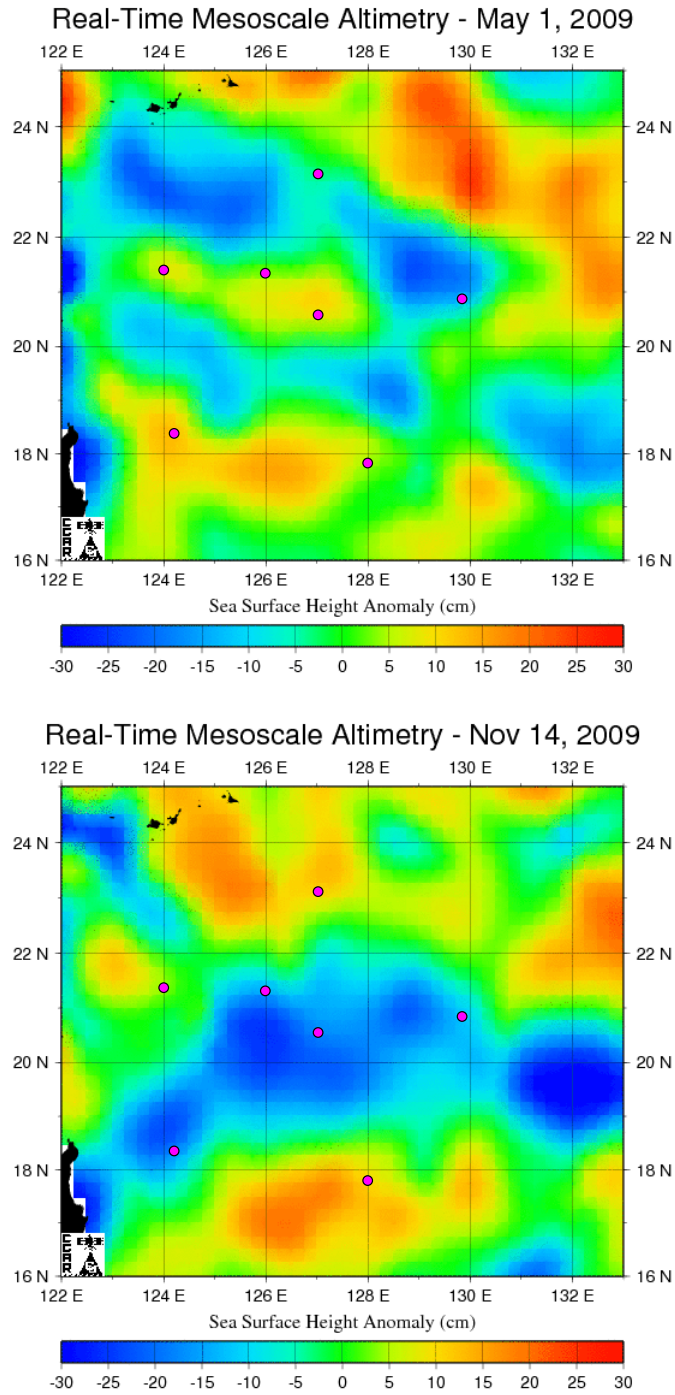 Real-Time Mesoscale Altimetry - May 1, 2009
122 E 124 E 126 E 128 E 130 E 132 E
24 N 24 N
22 N 22 N
20 N 20 N
18 N 18 N
16 N 16 N
122 E 124 E 126 E 128 E 130 E 132 E
Sea Surface Height Anomaly (cm)
-30 -25 -20 -15 -10 -5 0 5 10 15 20 25 30
Real-Time Mesoscale Altimetry - Nov 14, 2009
122 E 124 E 126 E 128 E 130 E 132 E
24 N 24 N
22 N 22 N
20 N 20 N
18 N 18 N
16 N 16 N
122 E 124 E 126 E 128 E 130 E 132 E
Sea Surface Height Anomaly (cm)
-30 -25 -20 -15 -10 -5 0 5 10 15 20 25 30